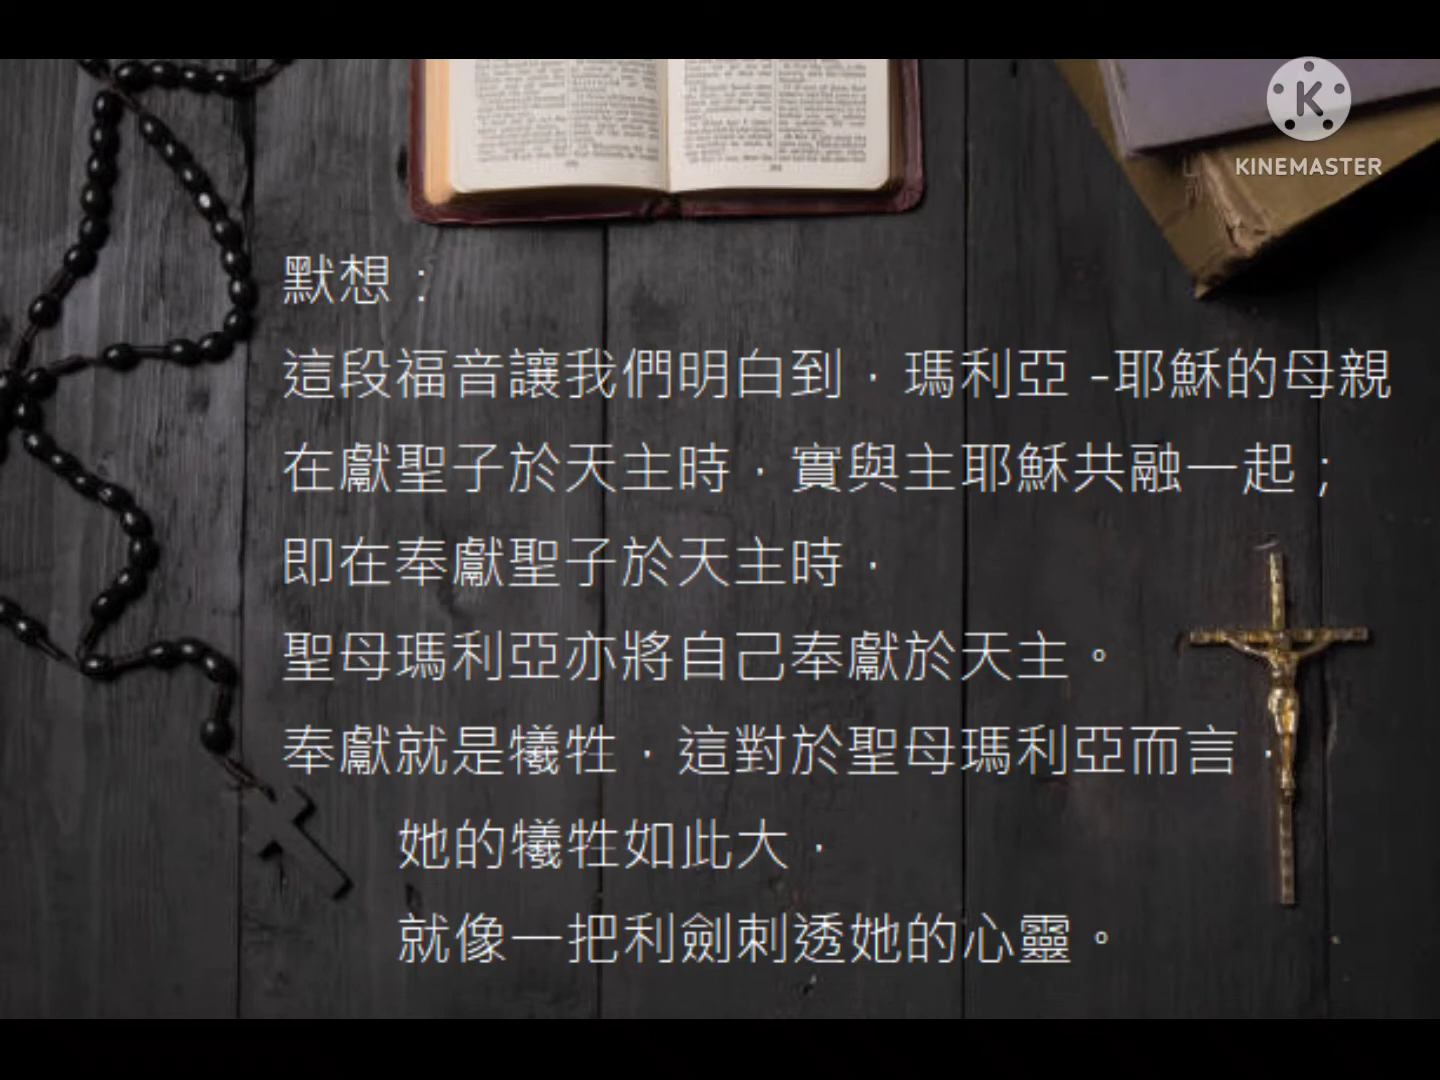 KINEMASTER
默想：
這段福音讓我們明白到，瑪利亞 -耶穌的母親
在獻聖子於天主時，實與主耶穌共融一起；
即在奉獻聖子於天主時，
聖母瑪利亞亦將自己奉獻於天主。
奉獻就是犧牲，這對於聖母瑪利亞而言，
她的犧牲如此大，
就像一把利劍刺透她的心靈。